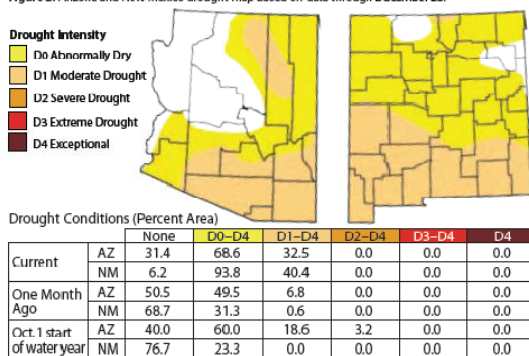 Drought Intensity
D0 Abnormally Dry
D1 Moderate Drought
D2 Severe Drought
D3 Extreme Drought
D4 Exceptional
Drought Conditions (Percent Area)
None D0–D4 D1–D4 D2–D4 D3–D4 D4
Current AZ 31.4 68.6 32.5 0.0 0.0 0.0
NM 6.2 93.8 40.4 0.0 0.0 0.0
One Month Ago AZ 50.5 49.5 6.8 0.0 0.0 0.0
NM 68.7 31.3 0.6 0.0 0.0 0.0
Oct. 1 start of water year AZ 40.0 60.0 18.6 3.2 0.0 0.0
NM 76.7 23.3 0.0 0.0 0.0 0.0